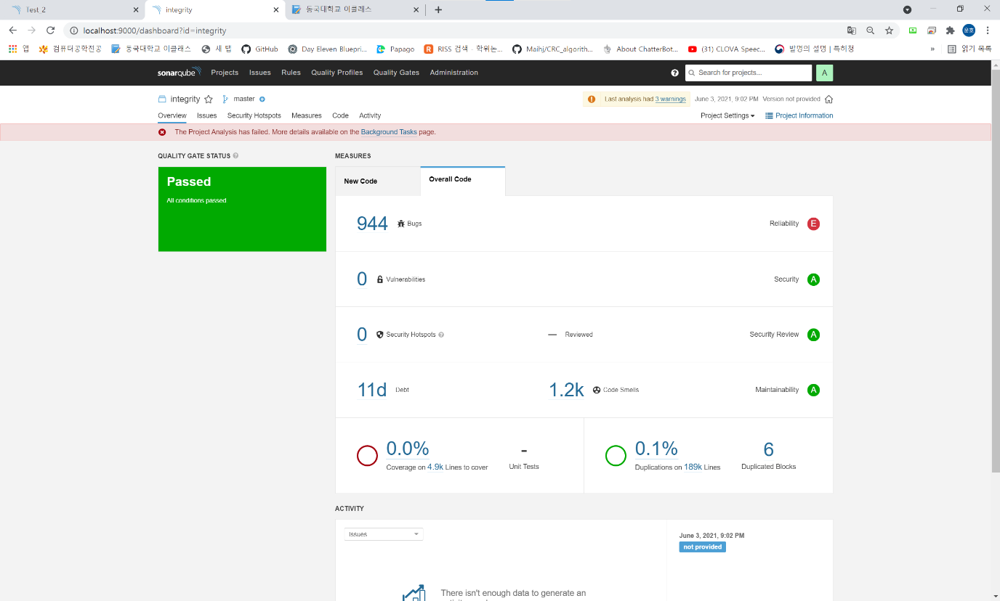 Test_2
integrity
동국대학교 이클래스
localhost:9000/dashboard?id=integrity
윤호
앱
컴퓨터공학전공
동국대학교 이클래스
새 탭
GitHub
Day Eleven Bluepri...
Papago
RISS 검색 - 학위논...
Maihj/CRC_algorith...
About ChatterBot...
(31) CLOVA Speec...
발명의 설명 | 특허청
»
읽기 목록
sonarqube
Projects
Issues
Rules
Quality Profiles
Quality Gates
Administration
Search for projects...
A
integrity
master
Last analysis had 3 warnings
June 3, 2021, 9:02 PM Version not provided
Overview
Issues
Security Hotspots
Measures
Code
Activity
Project Settings
Project Information
The Project Analysis has failed. More details available on the Background Tasks page.
QUALITY GATE STATUS
MEASURES
Passed
All conditions passed
New Code
Overall Code
944 Bugs
Reliability E
0 Vulnerabilities
Security A
0 Security Hotspots
— Reviewed
Security Review A
11d Debt
1.2k Code Smells
Maintainability A
0.0%
Coverage on 4.9k Lines to cover
-
Unit Tests
0.1%
Duplications on 189k Lines
6
Duplicated Blocks
ACTIVITY
Issues
June 3, 2021, 9:02 PM
not provided
There isn't enough data to generate an